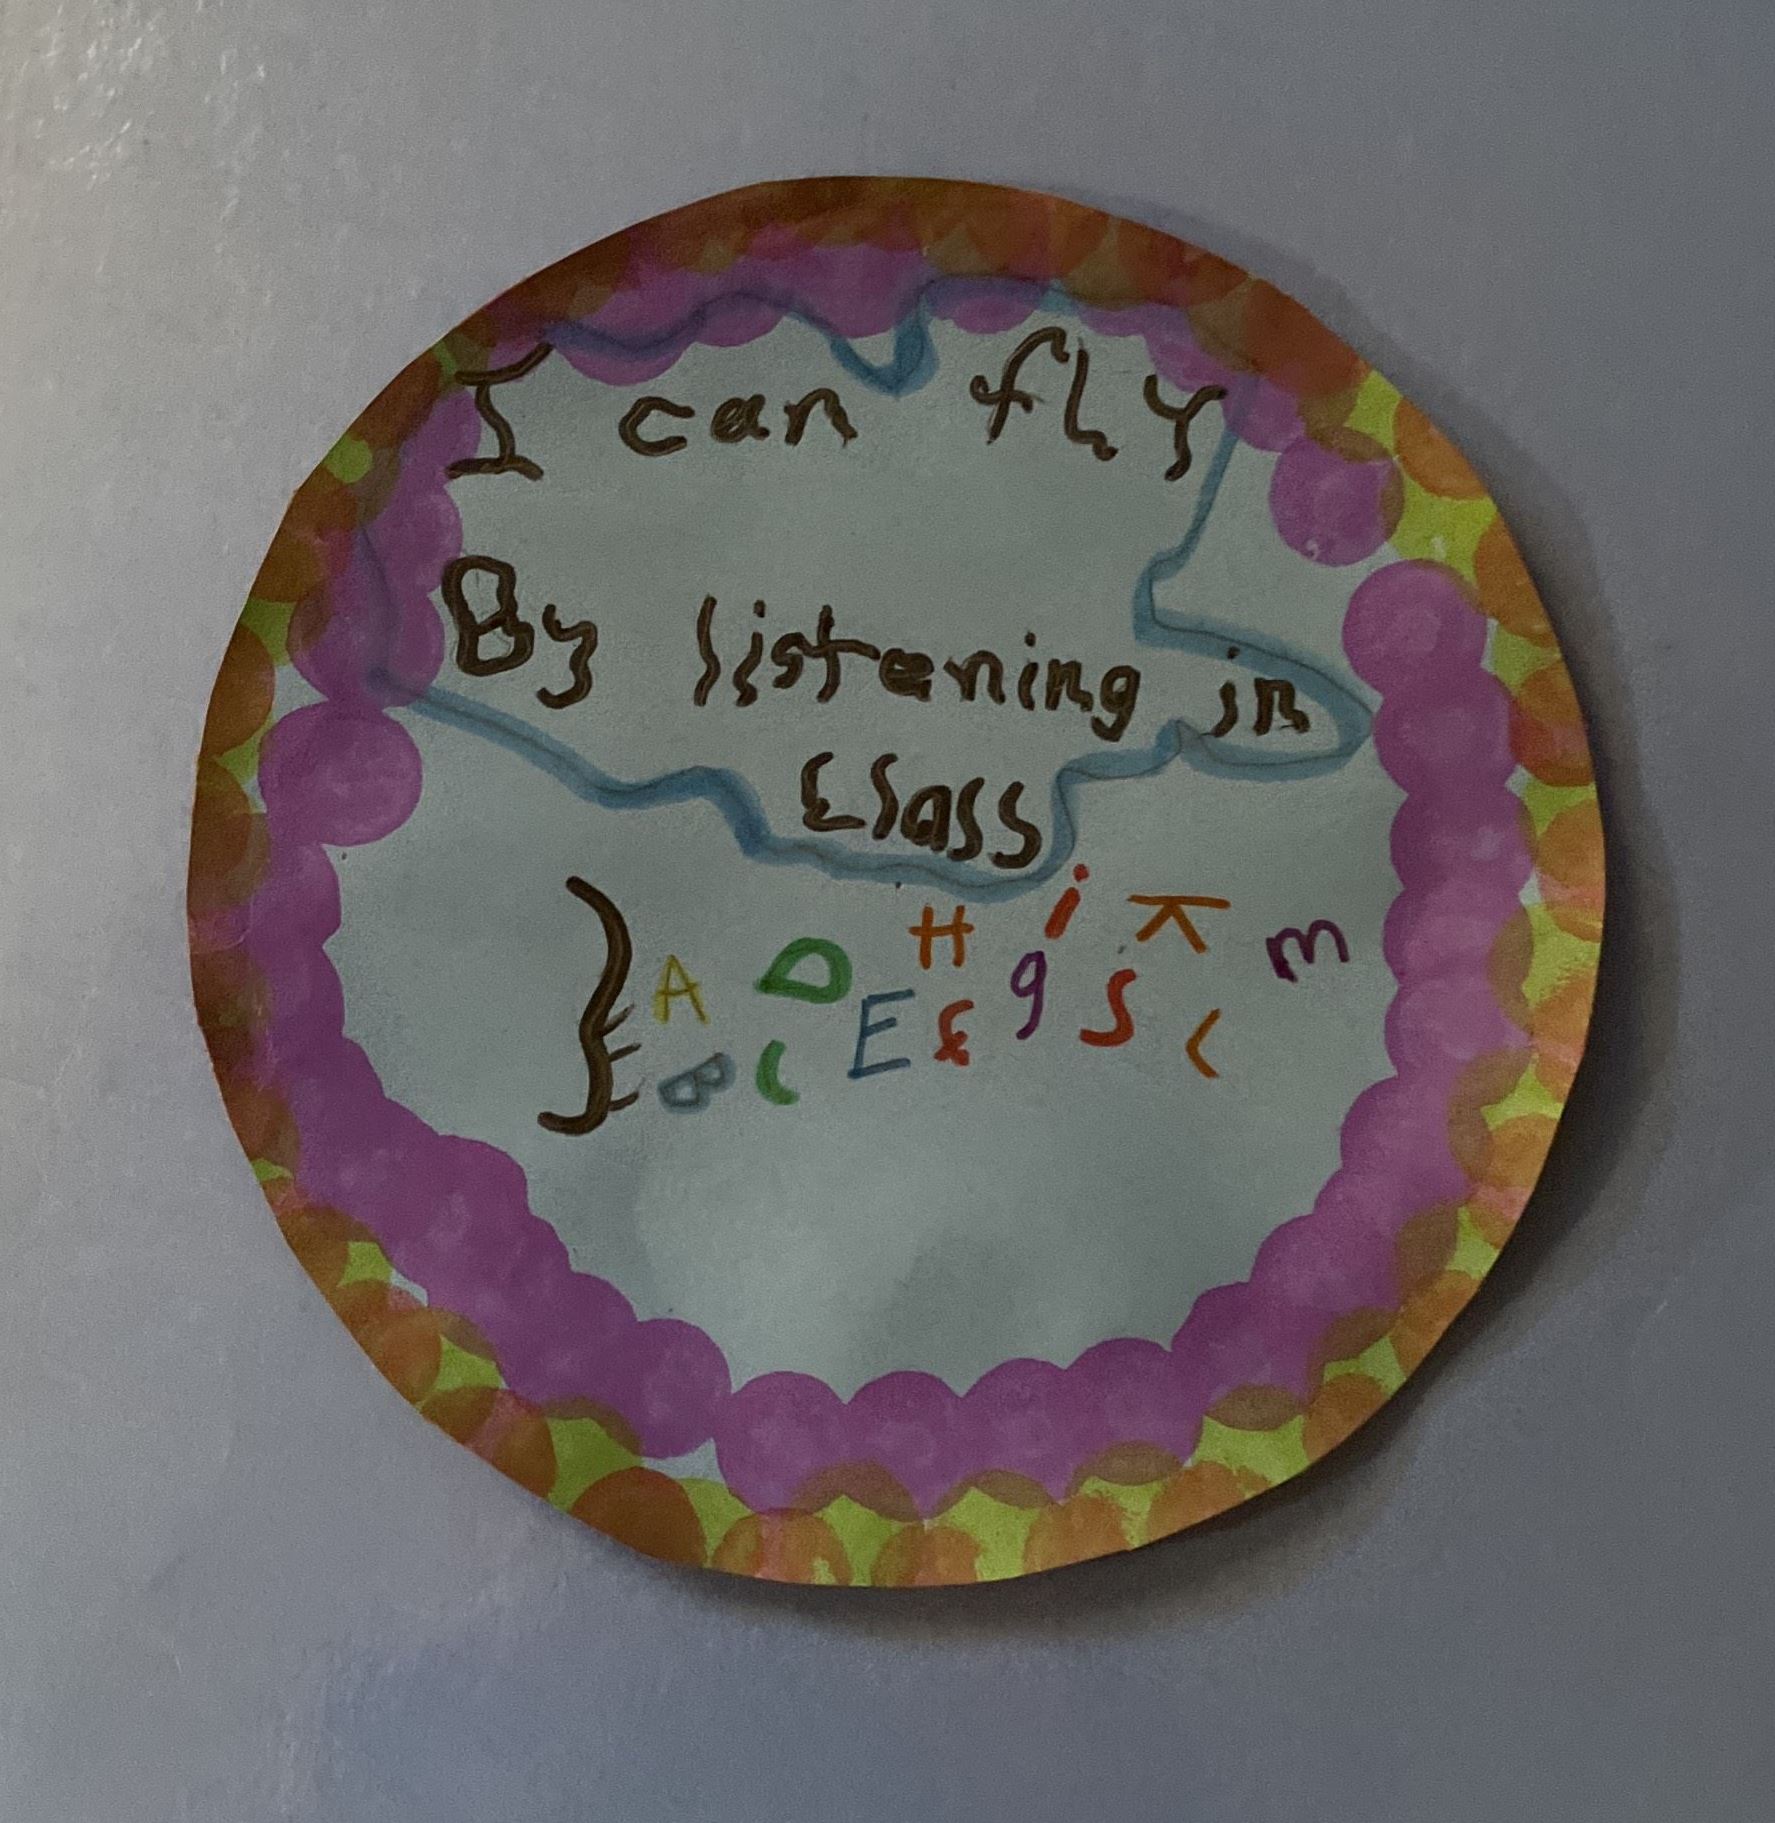 I can fly
By listening in
Class
A D H i K m
B C E g S L